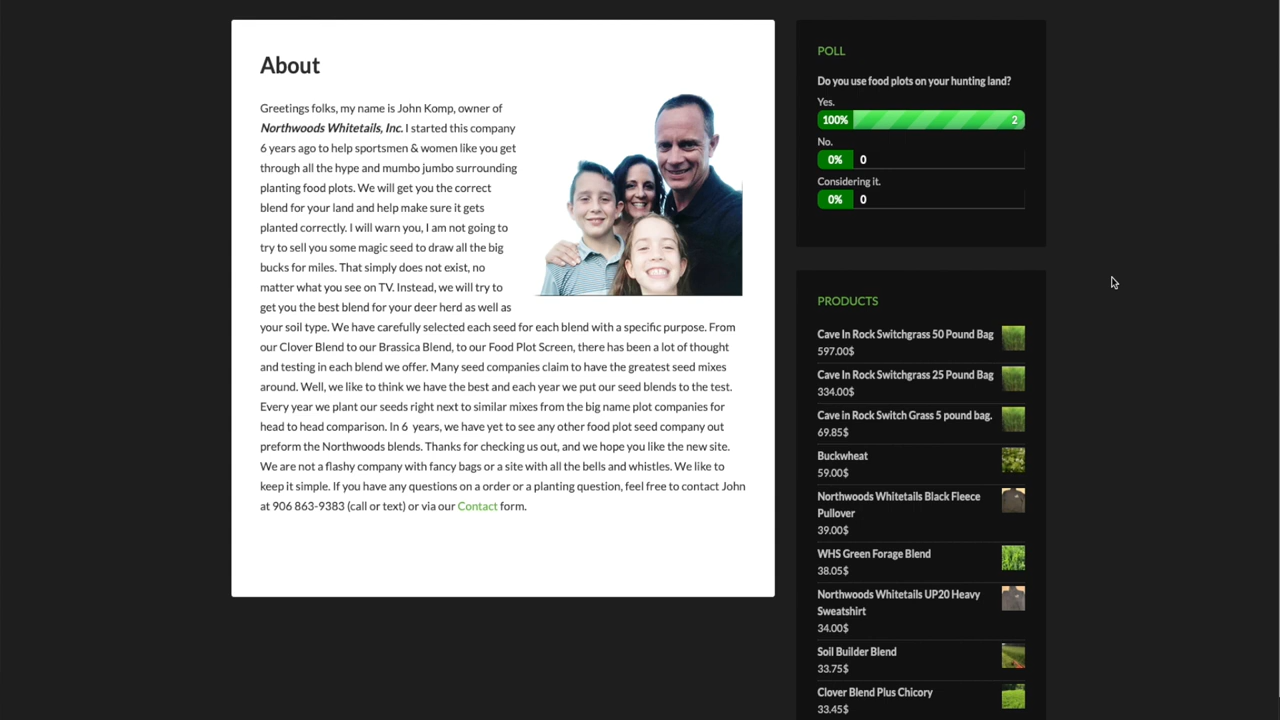 About
Greetings folks, my name is John Komp, owner of
Northwoods Whitetails, Inc. I started this company
6 years ago to help sportsmen & women like you get
through all the hype and mumbo jumbo surrounding
planting food plots. We will get you the correct
blend for your land and help make sure it gets
planted correctly. I will warn you, I am not going to
try to sell you some magic seed to draw all the big
bucks for miles. That simply does not exist, no
matter what you see on TV. Instead, we will try to
get you the best blend for your deer herd as well as
your soil type. We have carefully selected each seed for each blend with a specific purpose. From
our Clover Blend to our Brassica Blend, to our Food Plot Screen, there has been a lot of thought
and testing in each blend we offer. Many seed companies claim to have the greatest seed mixes
around. Well, we like to think we have the best and each year we put our seed blends to the test.
Every year we plant our seeds right next to similar mixes from the big name plot companies for
head to head comparison. In 6 years, we have yet to see any other food plot seed company out
preform the Northwoods blends. Thanks for checking us out, and we hope you like the new site.
We are not a flashy company with fancy bags or a site with all the bells and whistles. We like to
keep it simple. If you have any questions on a order or a planting question, feel free to contact John
at 906 863-9383 (call or text) or via our Contact form.
POLL
Do you use food plots on your hunting land?
Yes.
100% 2
No.
0% 0
Considering it.
0% 0
PRODUCTS
Cave In Rock Switchgrass 50 Pound Bag
597.00$
Cave In Rock Switchgrass 25 Pound Bag
334.00$
Cave in Rock Switch Grass 5 pound bag.
69.85$
Buckwheat
59.00$
Northwoods Whitetails Black Fleece
Pullover
39.00$
WHS Green Forage Blend
38.05$
Northwoods Whitetails UP20 Heavy
Sweatshirt
34.00$
Soil Builder Blend
33.75$
Clover Blend Plus Chicory
33.45$